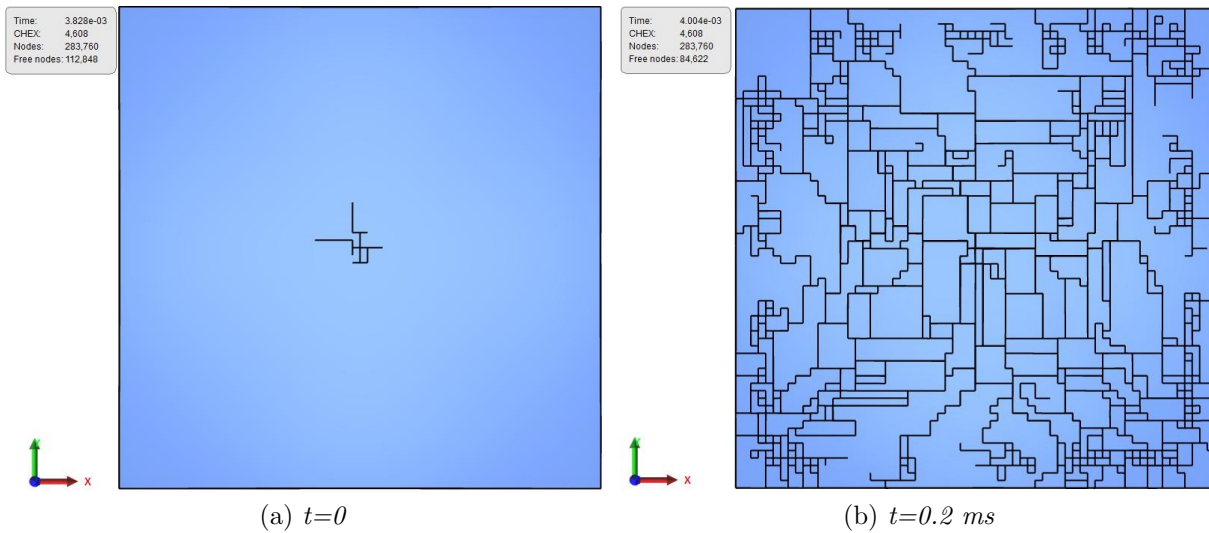 Time: 3.828e-03
CHEX: 4,608
Nodes: 283,760
Free nodes: 112,848
X
(a) t=0
Time: 4.004e-03
CHEX: 4,608
Nodes: 283,760
Free nodes: 84,622
X
(b) t=0.2 ms